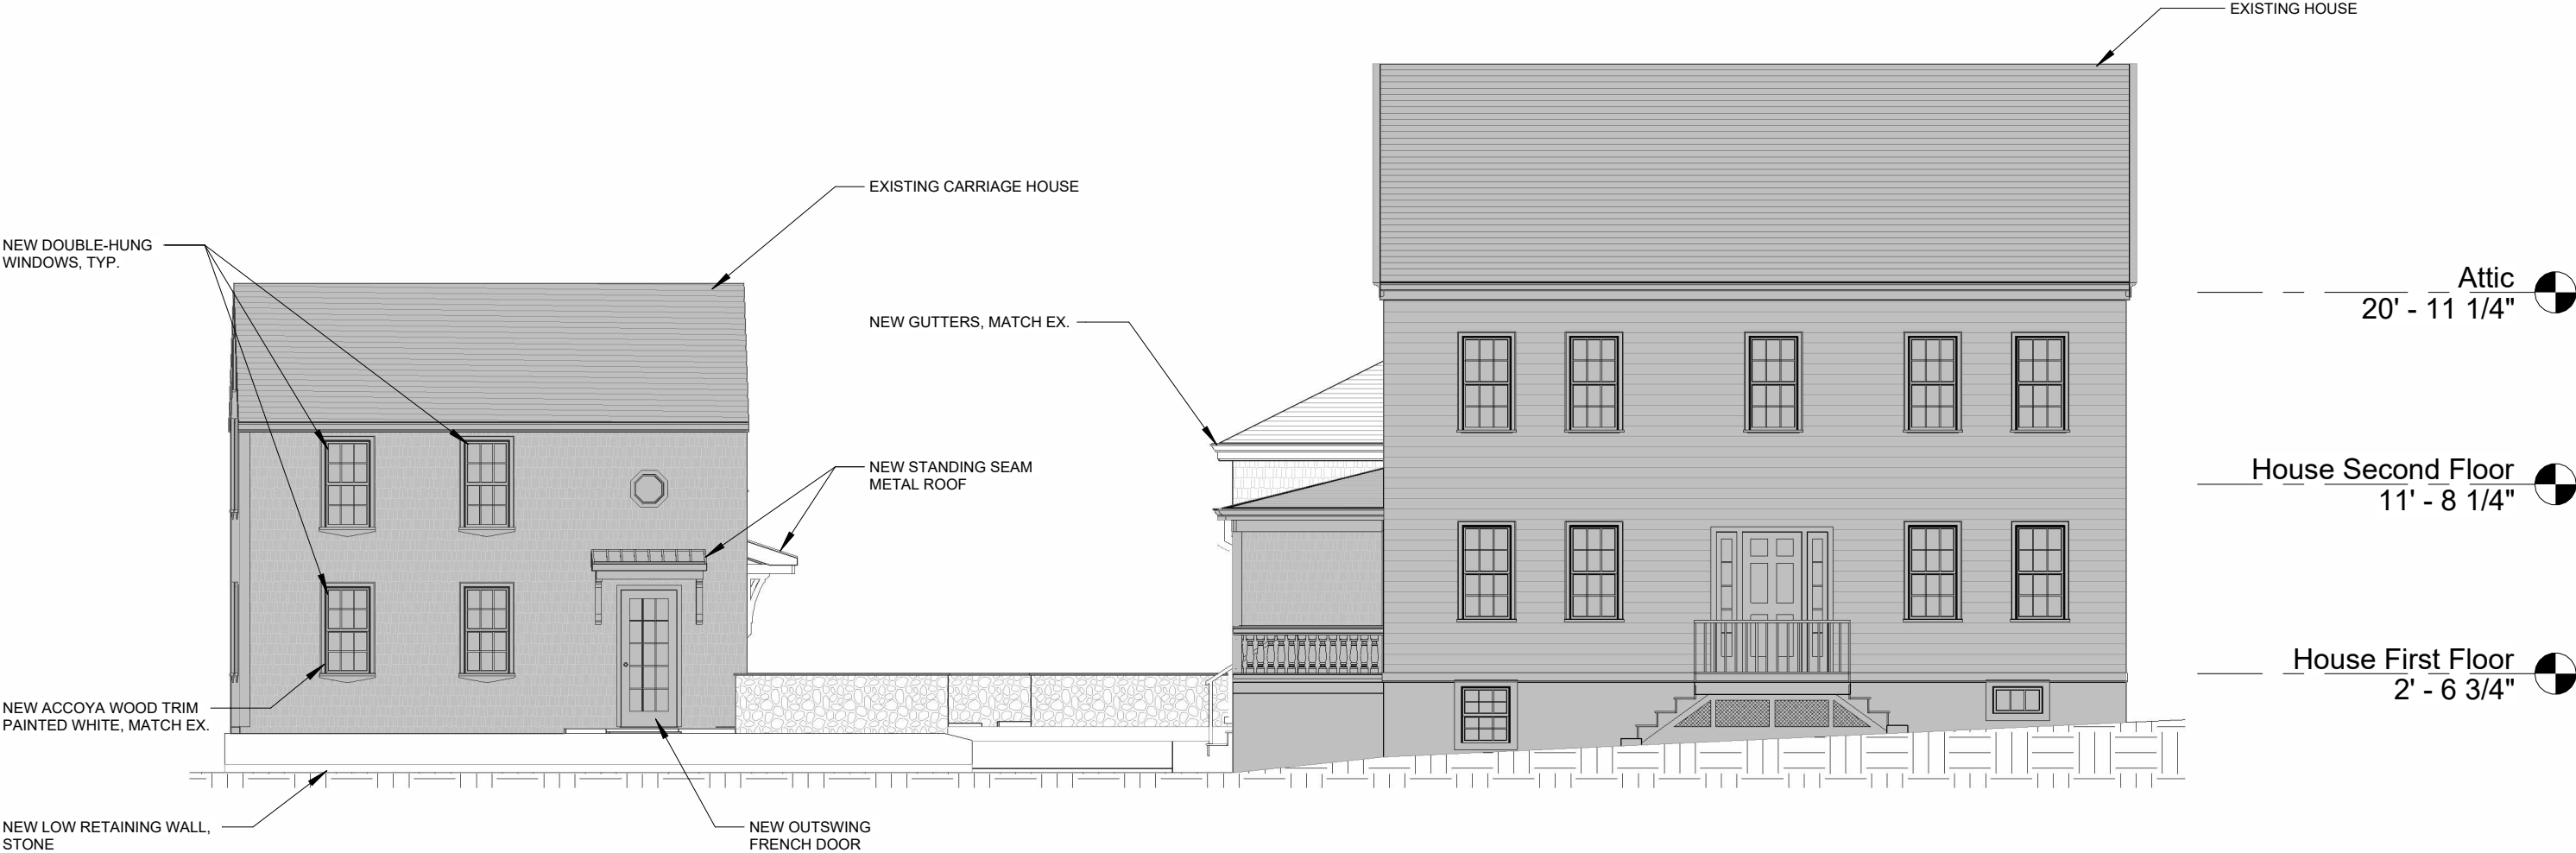 EXISTING HOUSE
EXISTING CARRIAGE HOUSE
NEW DOUBLE-HUNG
WINDOWS, TYP.
NEW GUTTERS, MATCH EX.
Attic
20' - 11 1/4"
NEW STANDING SEAM
METAL ROOF
House Second Floor
11' - 8 1/4"
House First Floor
2' - 6 3/4"
NEW ACCOYA WOOD TRIM
PAINTED WHITE, MATCH EX.
NEW LOW RETAINING WALL,
STONE
NEW OUTSWING
FRENCH DOOR